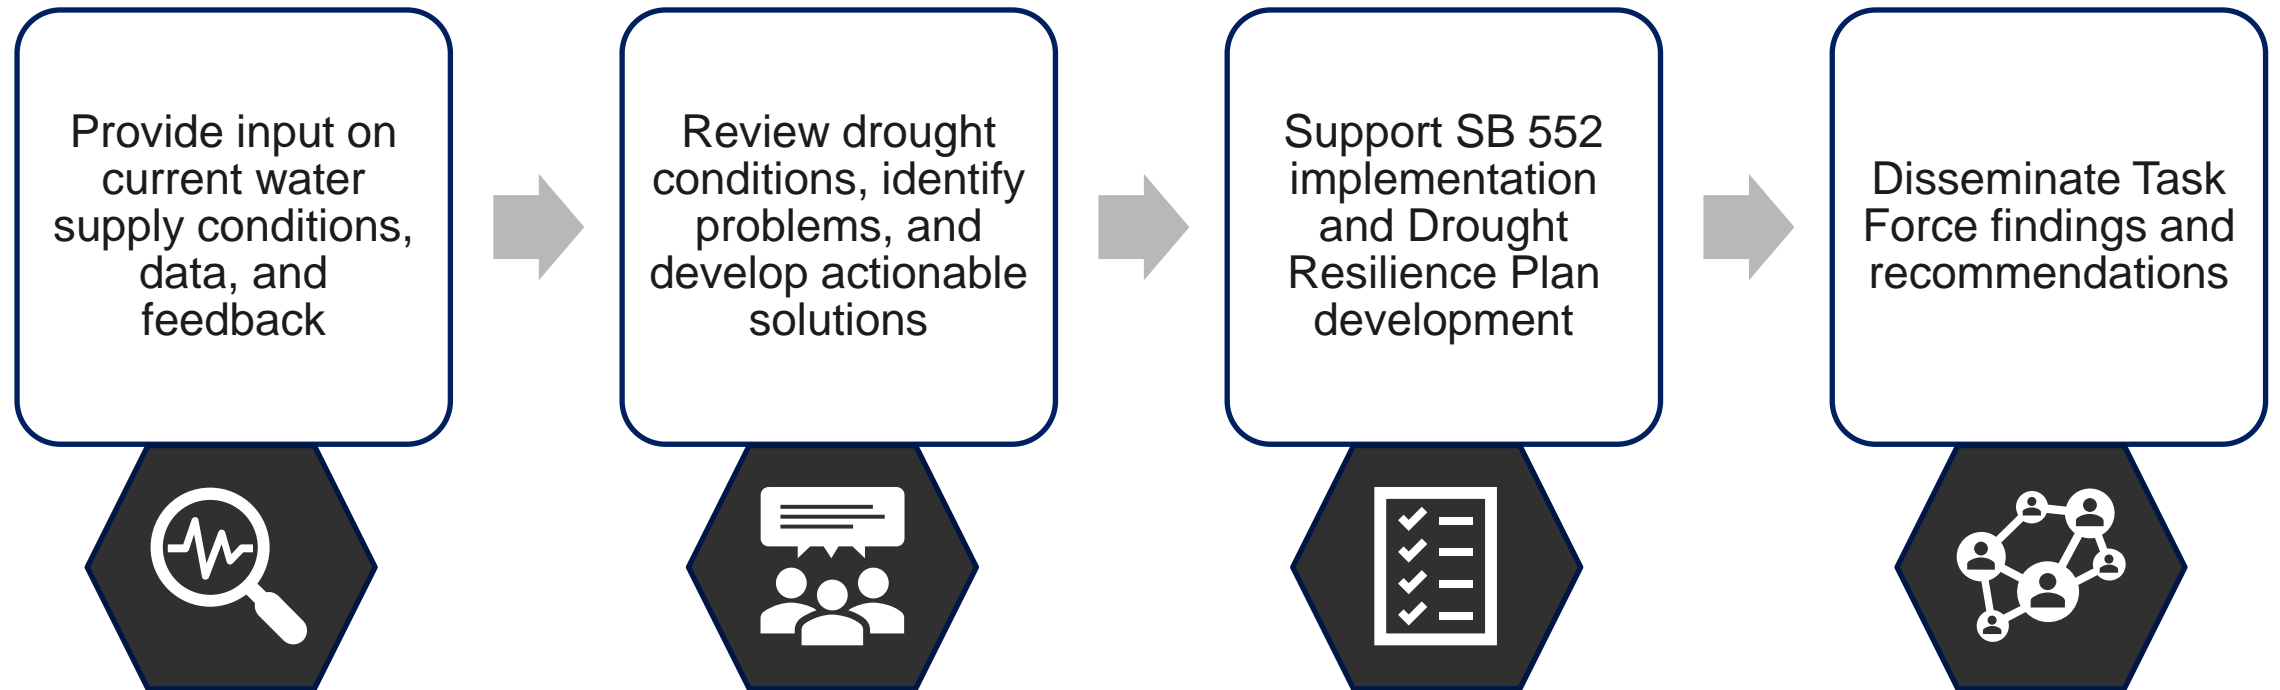 Provide input on
current water
supply conditions,
data, and
feedback
Review drought
conditions, identify
problems, and
develop actionable
solutions
Support SB 552
implementation
and Drought
Resilience Plan
development
Disseminate Task
Force findings and
recommendations